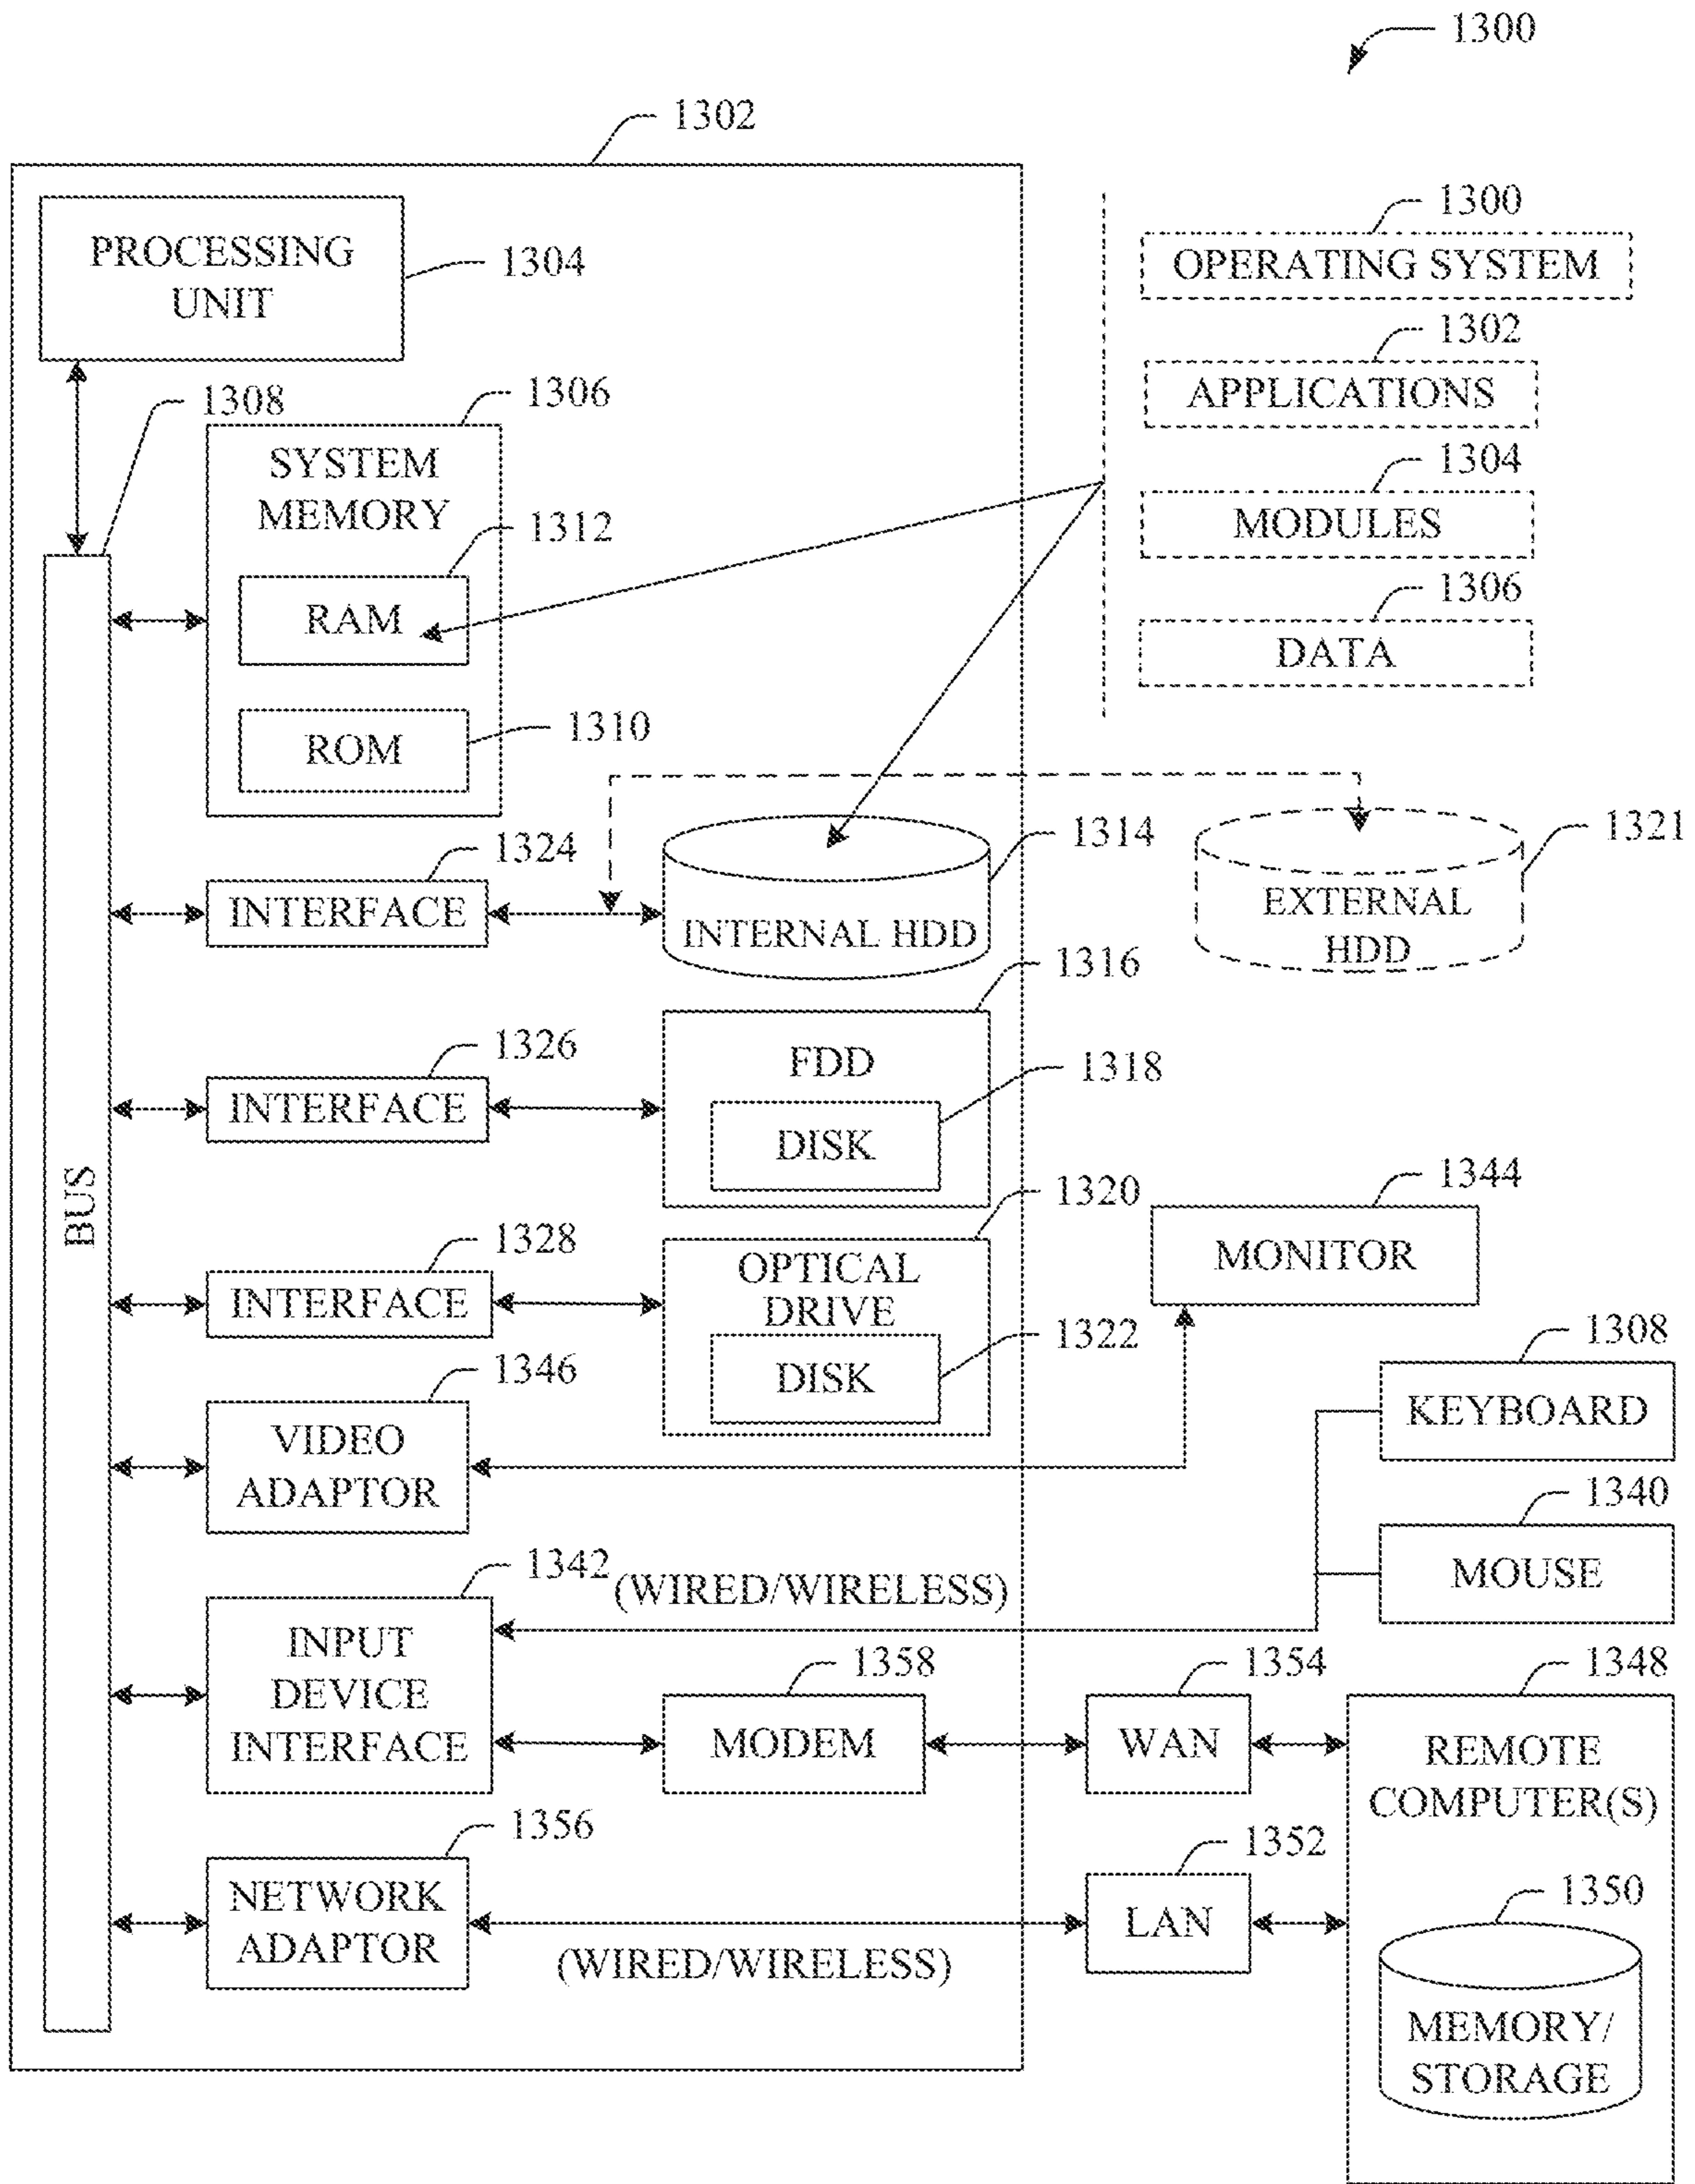 1300
1302
PROCESSING
UNIT
1304
1300
OPERATING SYSTEM
1302
APPLICATIONS
1304
MODULES
1306
DATA
1308
1306
SYSTEM
MEMORY
1312
RAM
1310
ROM
BUS
1324
INTERFACE
1314
INTERNAL HDD
1321
EXTERNAL
HDD
1316
1326
INTERFACE
FDD
1318
DISK
1320
1328
INTERFACE
OPTICAL
DRIVE
1322
DISK
1344
MONITOR
1346
VIDEO
ADAPTOR
1308
KEYBOARD
1340
MOUSE
1342
(WIRED/WIRELESS)
INPUT
DEVICE
INTERFACE
1358
MODEM
1354
WAN
1348
REMOTE
COMPUTER(S)
1356
NETWORK
ADAPTOR
(WIRED/WIRELESS)
1352
LAN
1350
MEMORY/
STORAGE